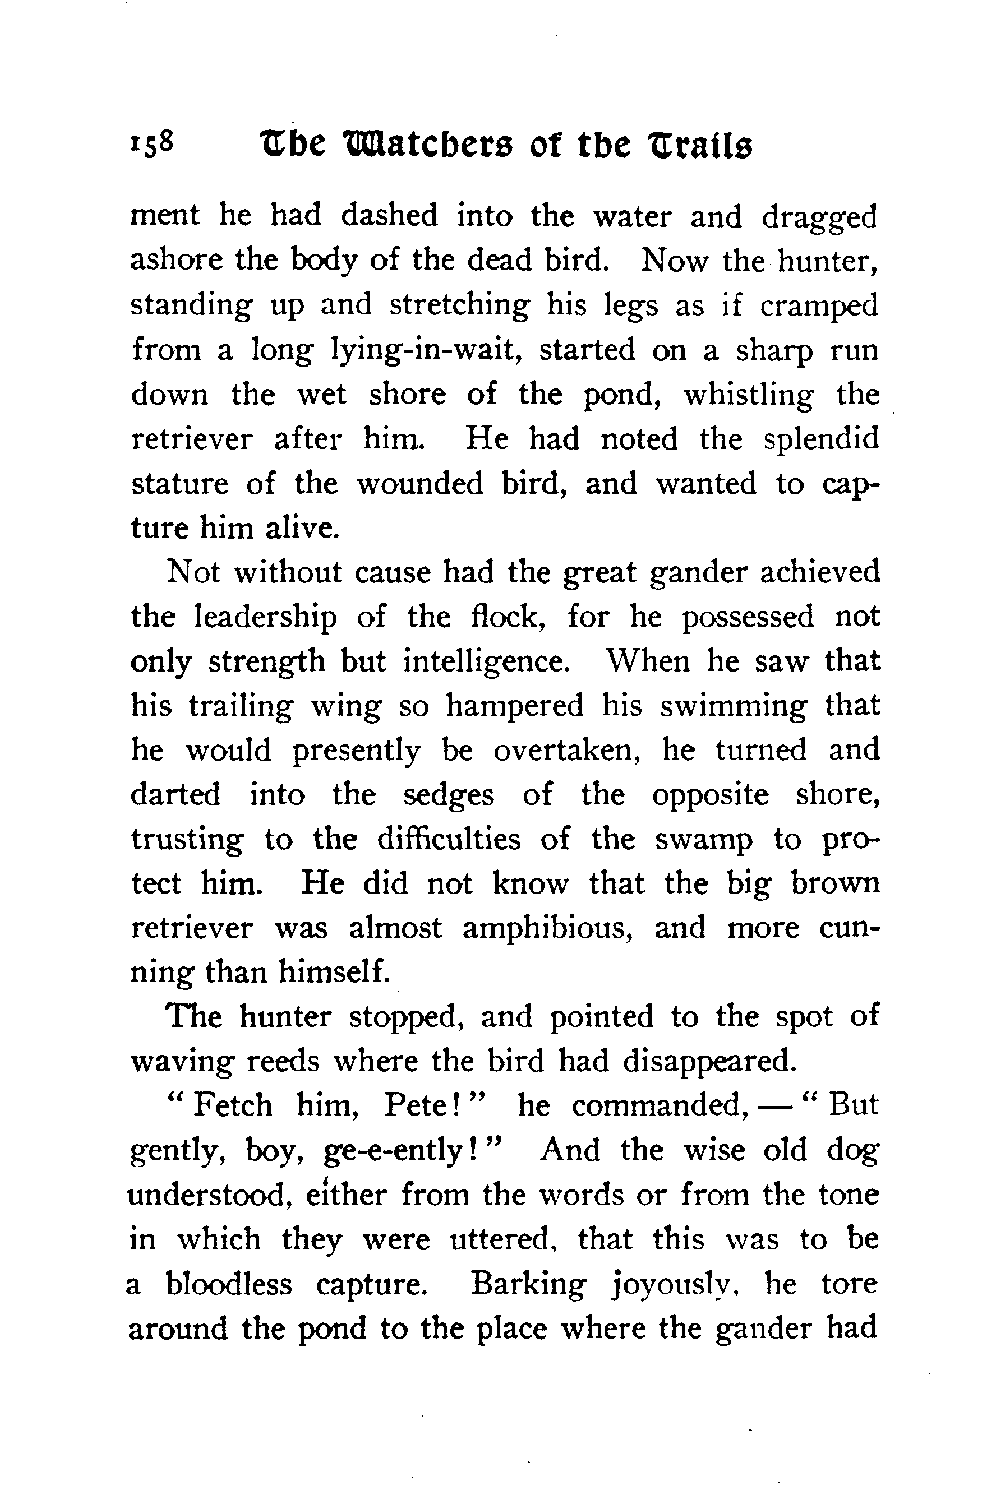 158 The Watchers of the Trails
ment he had dashed into the water and dragged
ashore the body of the dead bird. Now the hunter,
standing up and stretching his legs as if cramped
from a long lying-in-wait, started on a sharp run
down the wet shore of the pond, whistling the
retriever after him. He had noted the splendid
stature of the wounded bird, and wanted to cap-
ture him alive.
Not without cause had the great gander achieved
the leadership of the flock, for he possessed not
only strength but intelligence. When he saw that
his trailing wing so hampered his swimming that
he would presently be overtaken, he turned and
darted into the sedges of the opposite shore,
trusting to the difficulties of the swamp to pro-
tect him. He did not know that the big brown
retriever was almost amphibious, and more cun-
ning than himself.
The hunter stopped, and pointed to the spot of
waving reeds where the bird had disappeared.
“ Fetch him, Pete! ” he commanded, — “ But
gently, boy, ge-e-ently! ” And the wise old dog
understood, either from the words or from the tone
in which they were uttered, that this was to be
a bloodless capture. Barking joyously, he tore
around the pond to the place where the gander had